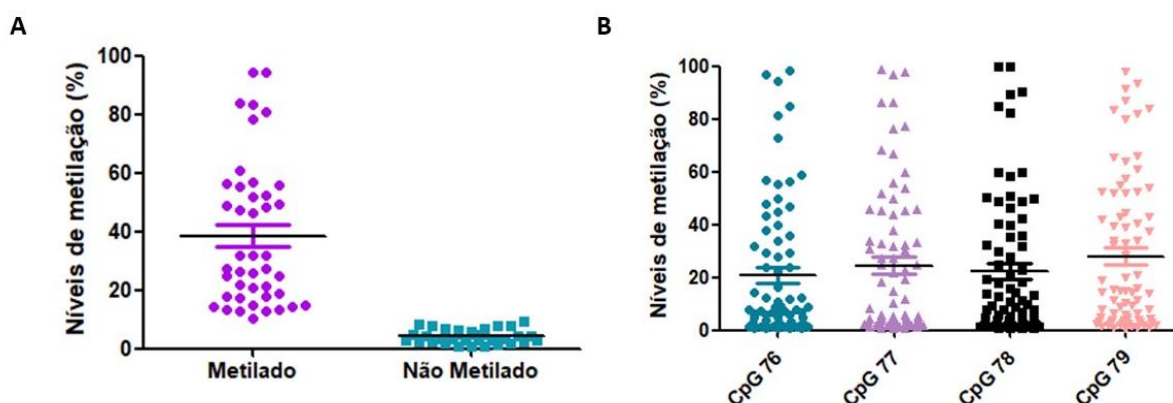 A
Níveis de metilação (%)
100
80
60
40
20
0
Metilado
Não Metilado
B
Níveis de metilação (%)
100
80
60
40
20
0
CpG 76
CpG 77
CpG 78
CpG 79